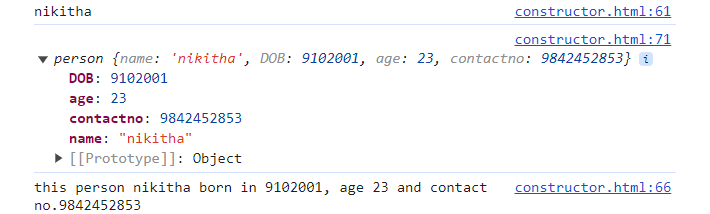 nikitha constructor.html:61
constructor.html:71
▼ person {name: 'nikitha', DOB: 9102001, age: 23, contactno: 9842452853} i
DOB: 9102001
age: 23
contactno: 9842452853
name: "nikitha"
▶ [[Prototype]]: Object
this person nikitha born in 9102001, age 23 and contact constructor.html:66
no.9842452853